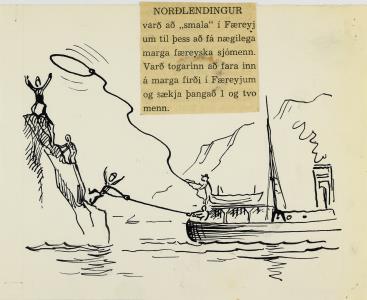 NORÐLENDINGUR
varð að „smala“ í Færeyj
um til þess að fá nægilega
marga færeyska sjómenn.
Varð togarinn að fara inn
á marga firði í Færeyjum
og sækja þangað 1 og tvo
menn.